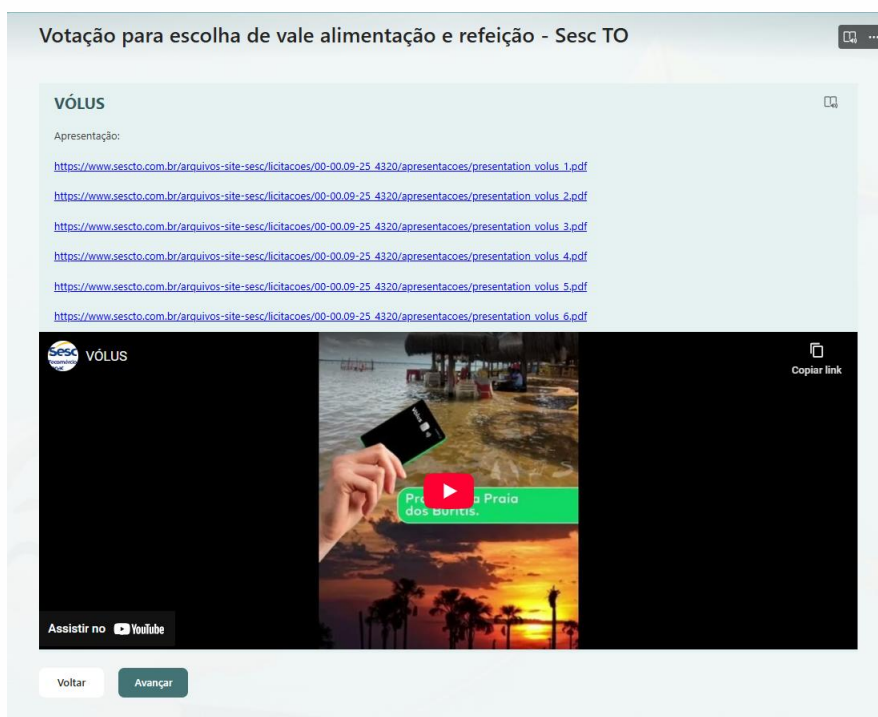 Votação para escolha de vale alimentação e refeição - Sesc TO
VÓLUS
Apresentação:
https://www.sescto.com.br/arquivos-site-sesc/licitacoes/00-00.09-25_4320/apresentacoes/presentation_volus_1.pdf
https://www.sescto.com.br/arquivos-site-sesc/licitacoes/00-00.09-25_4320/apresentacoes/presentation_volus_2.pdf
https://www.sescto.com.br/arquivos-site-sesc/licitacoes/00-00.09-25_4320/apresentacoes/presentation_volus_3.pdf
https://www.sescto.com.br/arquivos-site-sesc/licitacoes/00-00.09-25_4320/apresentacoes/presentation_volus_4.pdf
https://www.sescto.com.br/arquivos-site-sesc/licitacoes/00-00.09-25_4320/apresentacoes/presentation_volus_5.pdf
https://www.sescto.com.br/arquivos-site-sesc/licitacoes/00-00.09-25_4320/apresentacoes/presentation_volus_6.pdf
Sesc
VÓLUS
Copiar link
a Praia
dos Buritis.
Assistir no YouTube
Voltar
Avançar